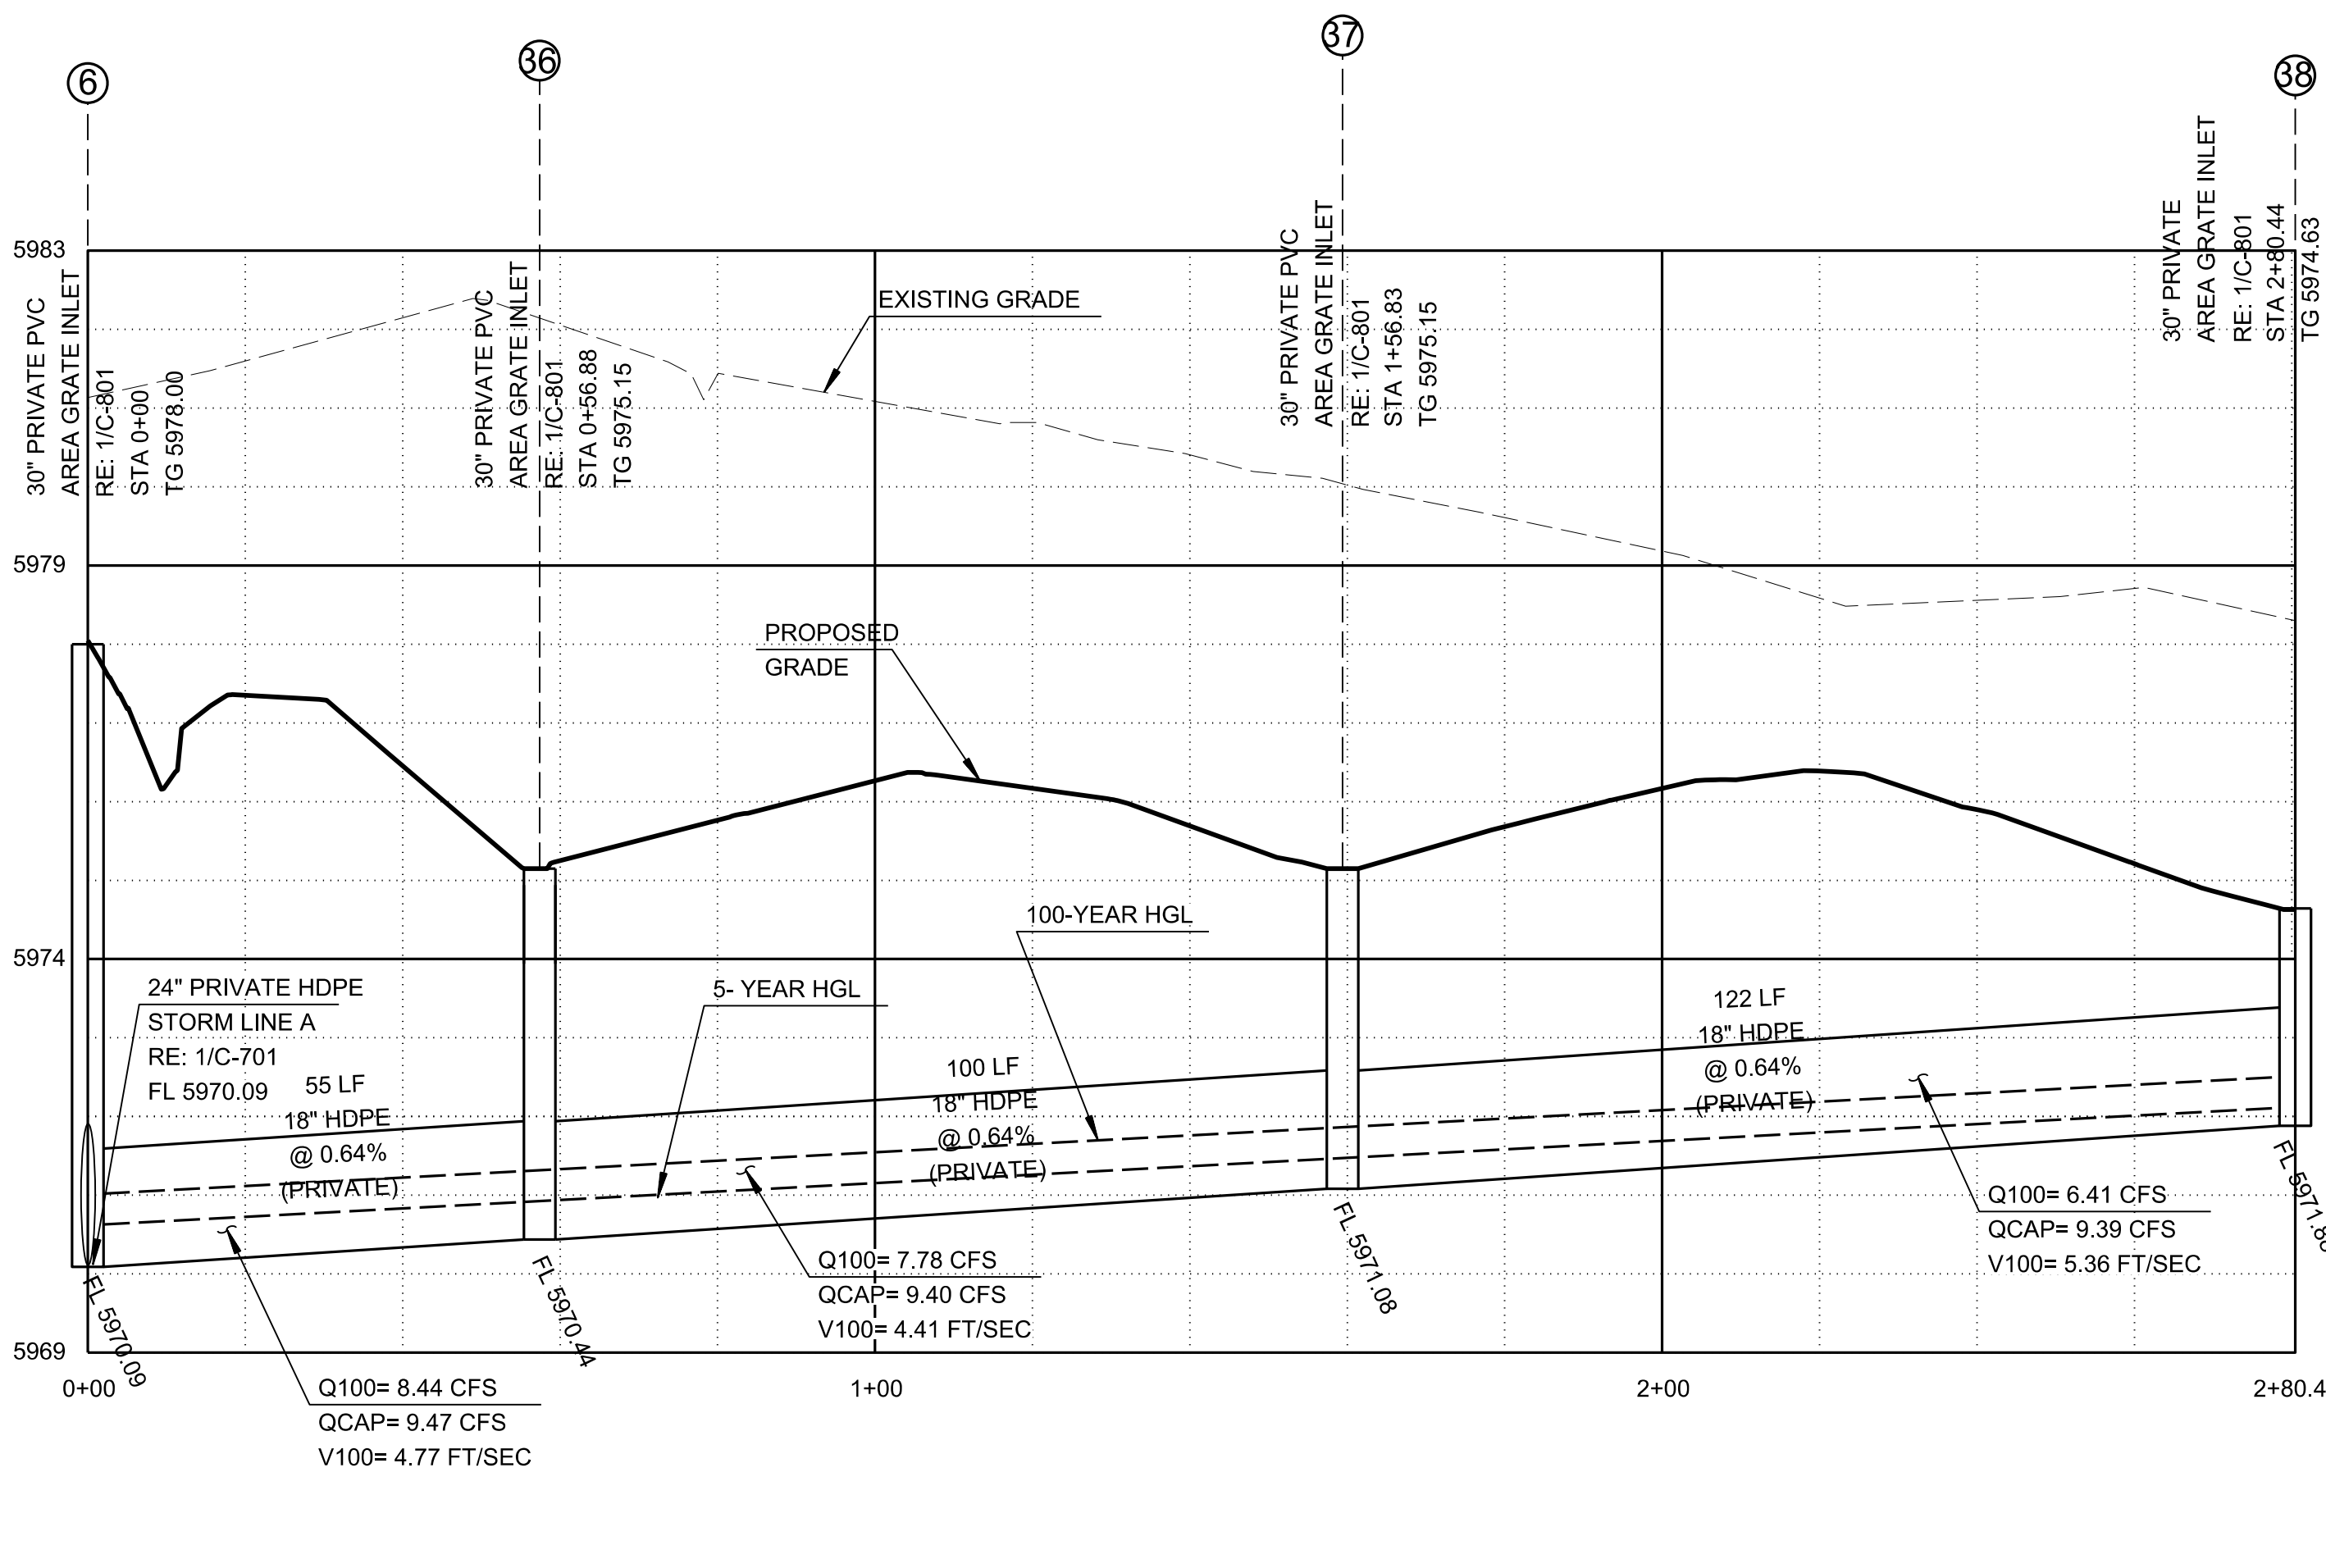 6
36
37
38
30" PRIVATE PVC
AREA GRATE INLET
RE: 1/C-801
STA 0+00
TG 5978.00
30" PRIVATE PVC
AREA GRATE INLET
RE: 1/C-801
STA 0+56.88
TG 5975.15
30" PRIVATE PVC
AREA GRATE INLET
RE: 1/C-801
STA 1+56.83
TG 5975.15
30" PRIVATE
AREA GRATE INLET
RE: 1/C-801
STA 2+80.44
TG 5974.63
5983
5979
5974
5969
EXISTING GRADE
PROPOSED
GRADE
100-YEAR HGL
5- YEAR HGL
24" PRIVATE HDPE
STORM LINE A
RE: 1/C-701
FL 5970.09
55 LF
18" HDPE
@ 0.64%
(PRIVATE)
100 LF
18" HDPE
@ 0.64%
(PRIVATE)
122 LF
18" HDPE
@ 0.64%
(PRIVATE)
Q100= 6.41 CFS
QCAP= 9.39 CFS
V100= 5.36 FT/SEC
Q100= 7.78 CFS
QCAP= 9.40 CFS
V100= 4.41 FT/SEC
Q100= 8.44 CFS
QCAP= 9.47 CFS
V100= 4.77 FT/SEC
FL 5970.09
FL 5970.44
FL 5971.08
FL
0+00
1+00
2+00
2+80.4